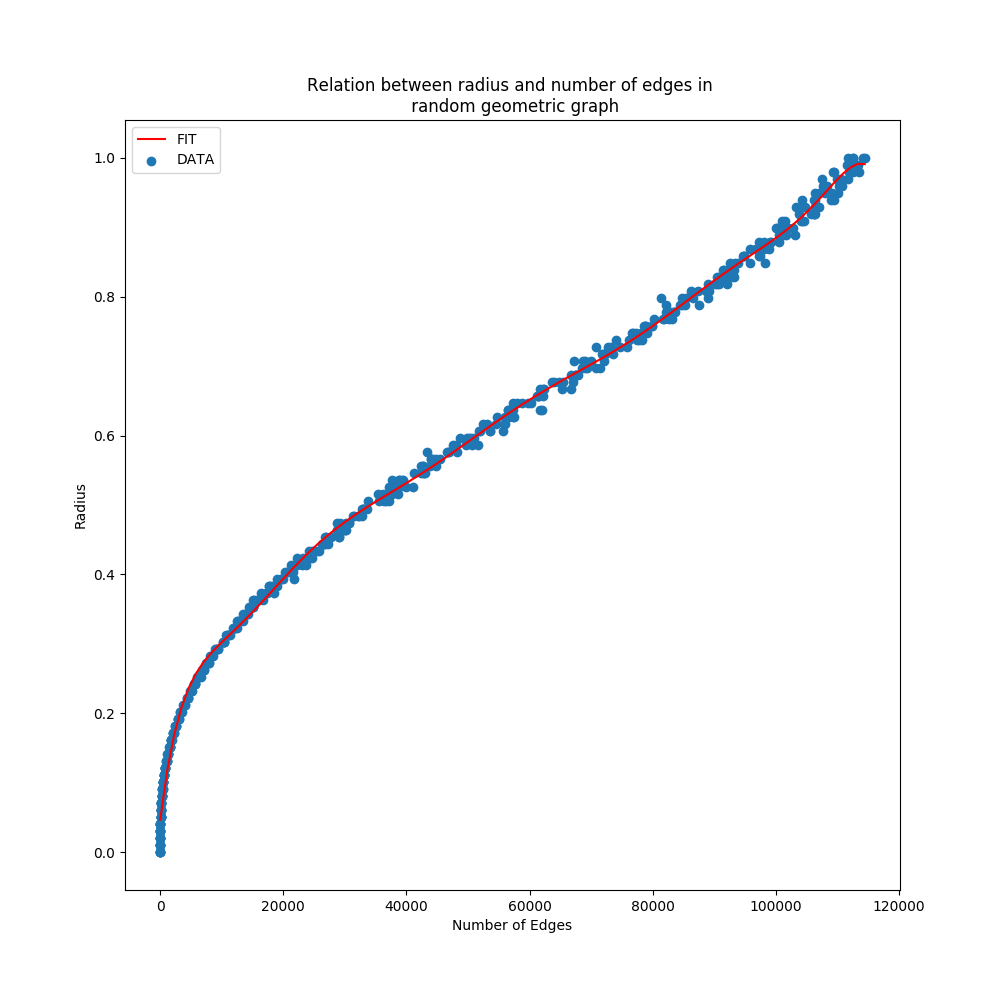 Relation between radius and number of edges in
random geometric graph
FIT
DATA
1.0
0.8
0.6
0.4
0.2
0.0
Radius
0 20000 40000 60000 80000 100000 120000
Number of Edges